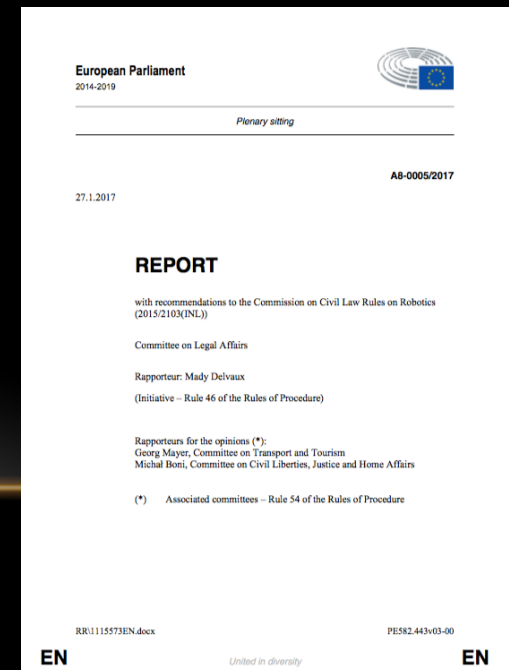 European Parliament
2014-2019
Plenary sitting
A8-0005/2017
27.1.2017
REPORT
with recommendations to the Commission on Civil Law Rules on Robotics
(2015/2103(INL))
Committee on Legal Affairs
Rapporteur: Mady Delvaux
(Initiative – Rule 46 of the Rules of Procedure)
Rapporteurs for the opinions (*):
Georg Mayer, Committee on Transport and Tourism
Michał Boni, Committee on Civil Liberties, Justice and Home Affairs
(*) Associated committees – Rule 54 of the Rules of Procedure
RR\1115573EN.docx PE582.443v03-00
EN United in diversity EN